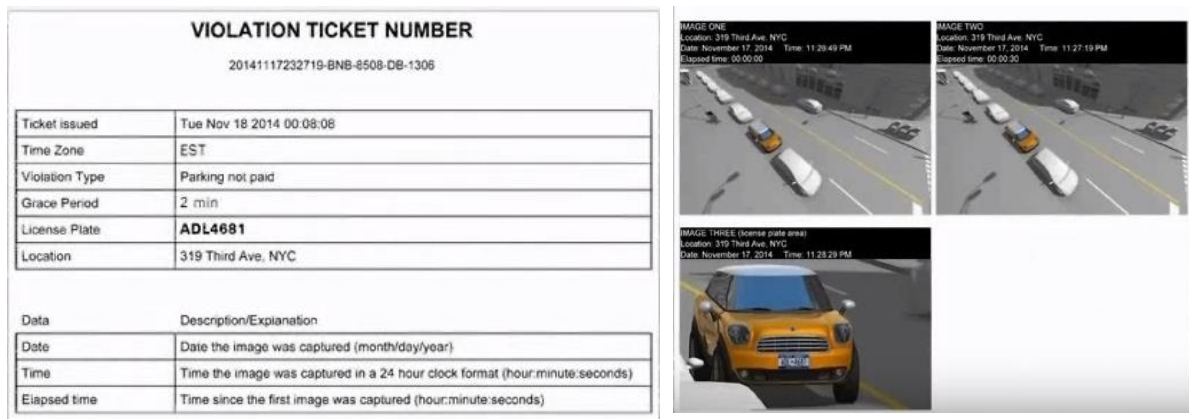 VIOLATION TICKET NUMBER
20141117232719-BNB-8508-DB-1306
Ticket issued Tue Nov 18 2014 00:08:08
Time Zone EST
Violation Type Parking not paid
Grace Period 2 min
License Plate ADL4681
Location 319 Third Ave, NYC
Data Description/Explanation
Date Date the image was captured (month/day/year)
Time Time the image was captured in a 24 hour clock format (hour:minute:seconds)
Elapsed time Time since the first image was captured (hour:minute:seconds)
IMAGE ONE
Location: 319 Third Ave, NYC
Date: November 17, 2014 Time: 11:26:49 PM
Elapsed time: 00:00:00
IMAGE TWO
Location: 319 Third Ave, NYC
Date: November 17, 2014 Time: 11:27:19 PM
Elapsed time: 00:00:30
IMAGE THREE (license plate area)
Location: 319 Third Ave, NYC
Date: November 17, 2014 Time: 11:28:29 PM